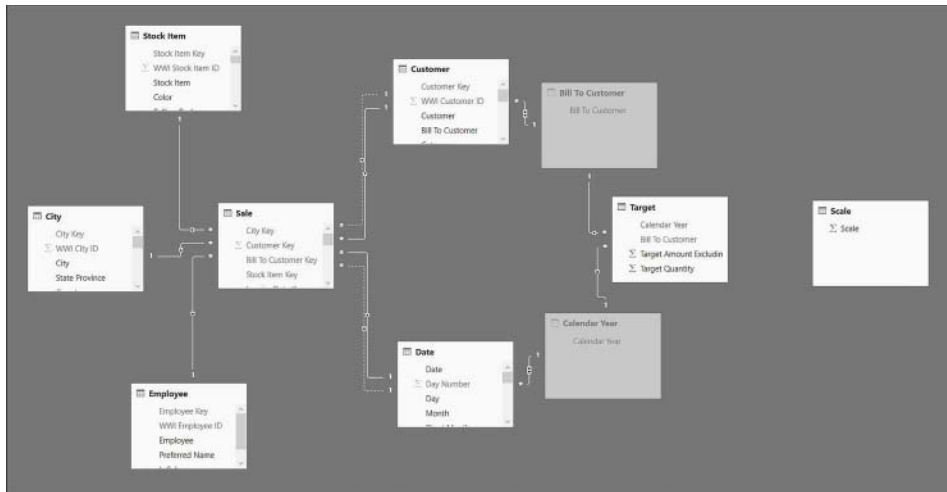 Stock Item
Stock Item Key
WWI Stock Item ID
Stock Item
Color
Customer
Customer Key
WWI Customer ID
Customer
Bill To Customer
Bill To Customer
Bill To Customer
City
City Key
WWI City ID
City
State Province
Sale
City Key
Customer Key
Bill To Customer Key
Stock Item Key
Target
Calendar Year
Bill To Customer
Target Amount Excludin
Target Quantity
Scale
Scale
Calendar Year
Calendar Year
Date
Date
Day Number
Day
Month
Employee
Employee Key
WWI Employee ID
Employee
Preferred Name